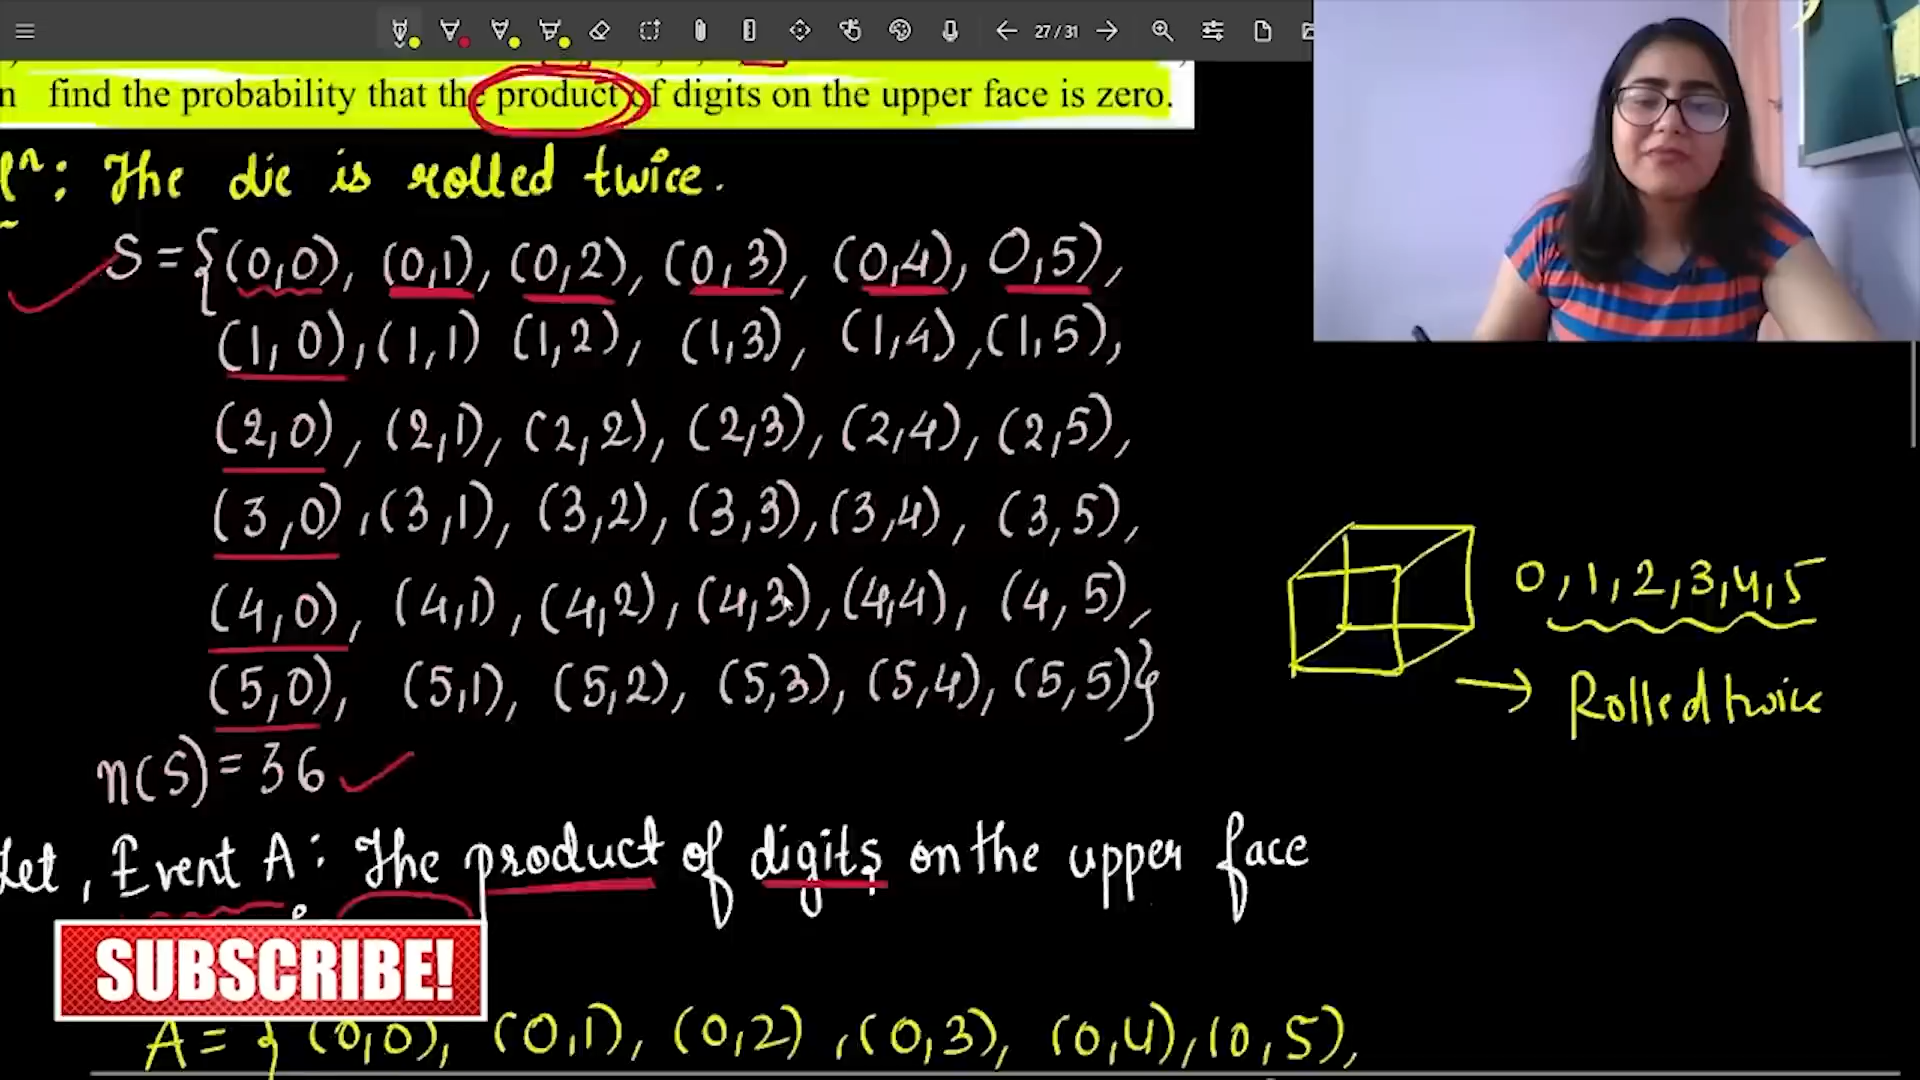 27/31
n find the probability that the product of digits on the upper face is zero.
lⁿ: The die is rolled twice.
S = {(0,0), (0,1), (0,2), (0,3), (0,4), 0,5),
(1,0), (1,1) (1,2), (1,3), (1,4), (1,5),
(2,0), (2,1), (2,2), (2,3), (2,4), (2,5),
(3,0), (3,1), (3,2), (3,3), (3,4), (3,5),
(4,0), (4,1), (4,2), (4,3), (4,4), (4,5),
(5,0), (5,1), (5,2), (5,3), (5,4), (5,5)}
0,1,2,3,4,5
→ Rolled twice
n(S) = 36
Let, Event A: The product of digits on the upper face
SUBSCRIBE!
A = { (0,0), (0,1), (0,2), (0,3), (0,4), (0,5),